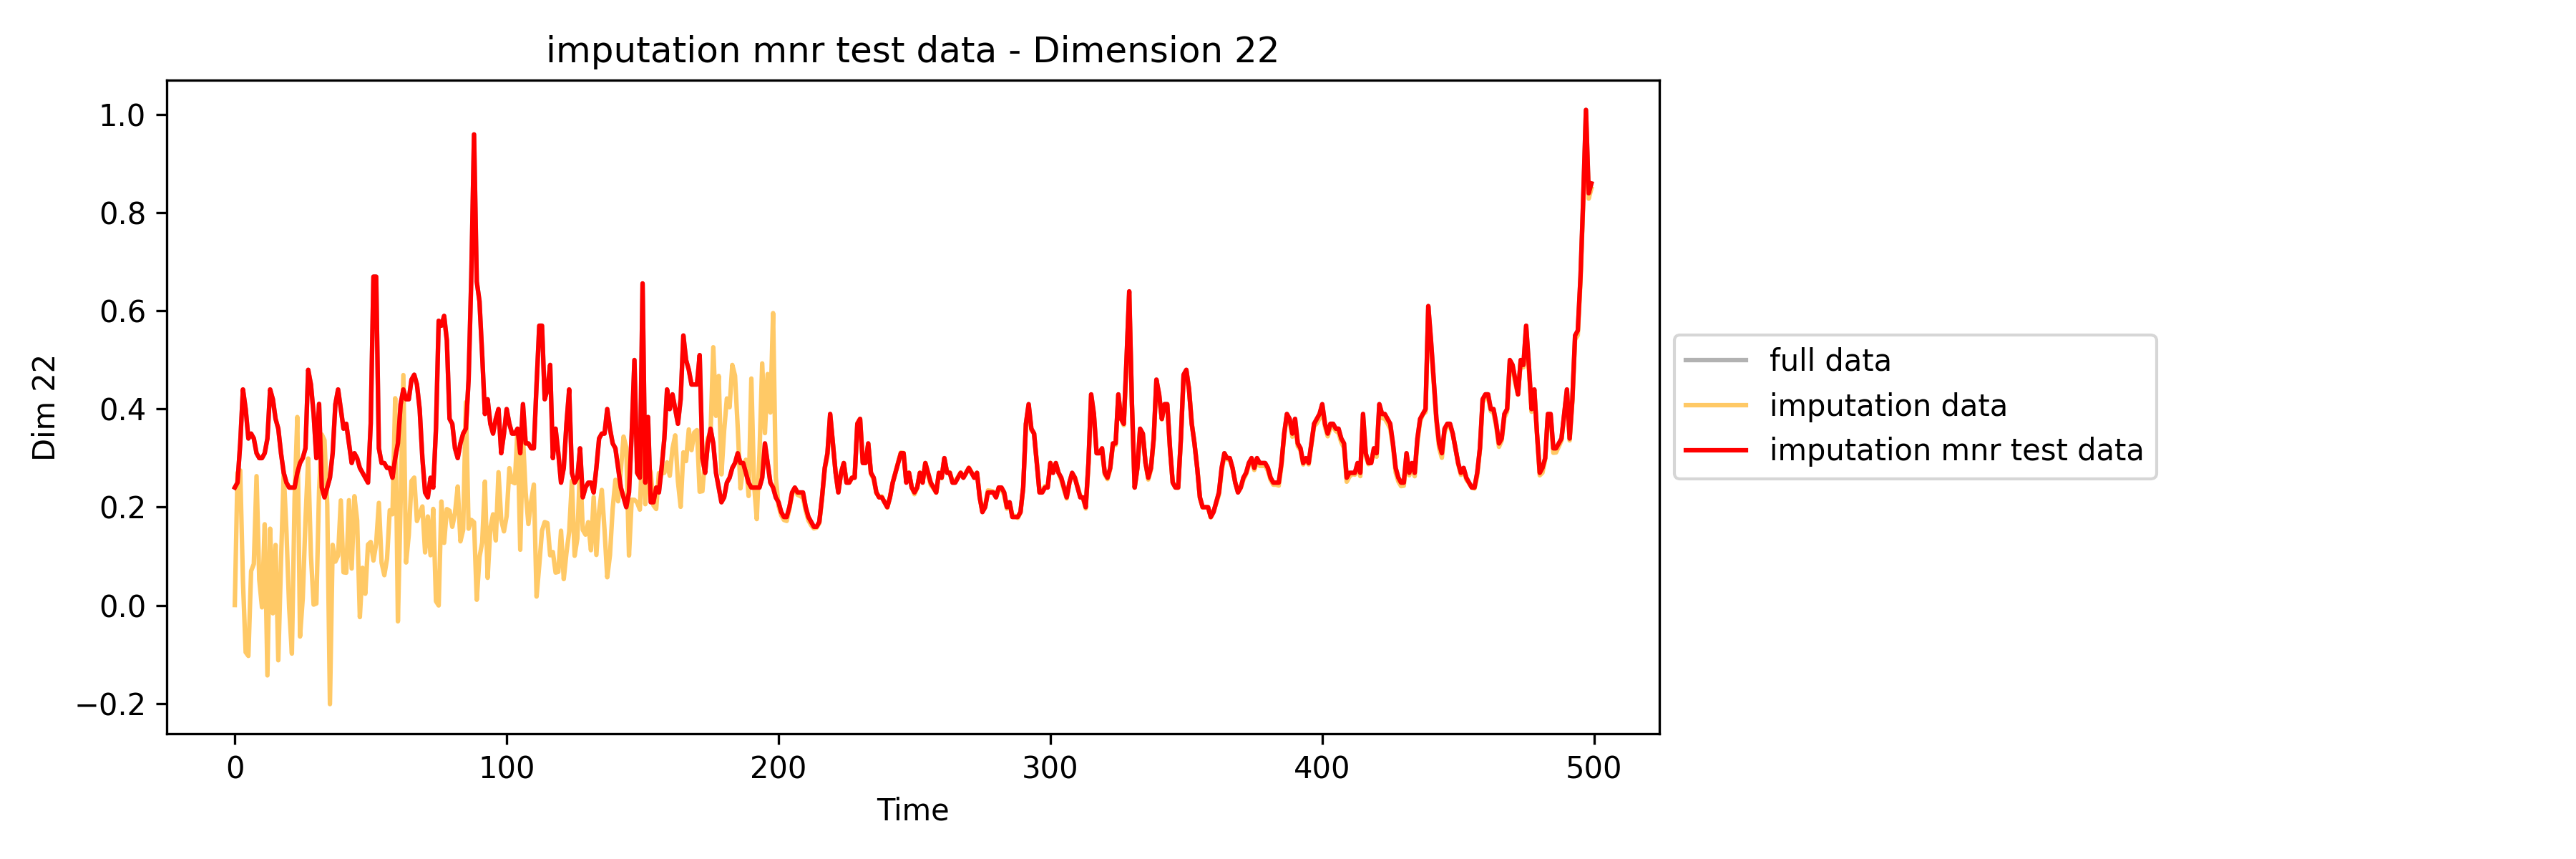 imputation mnr test data - Dimension 22
1.0
0.8
0.6
0.4
0.2
0.0
−0.2
Dim 22
0 100 200 300 400 500
Time
full data
imputation data
imputation mnr test data